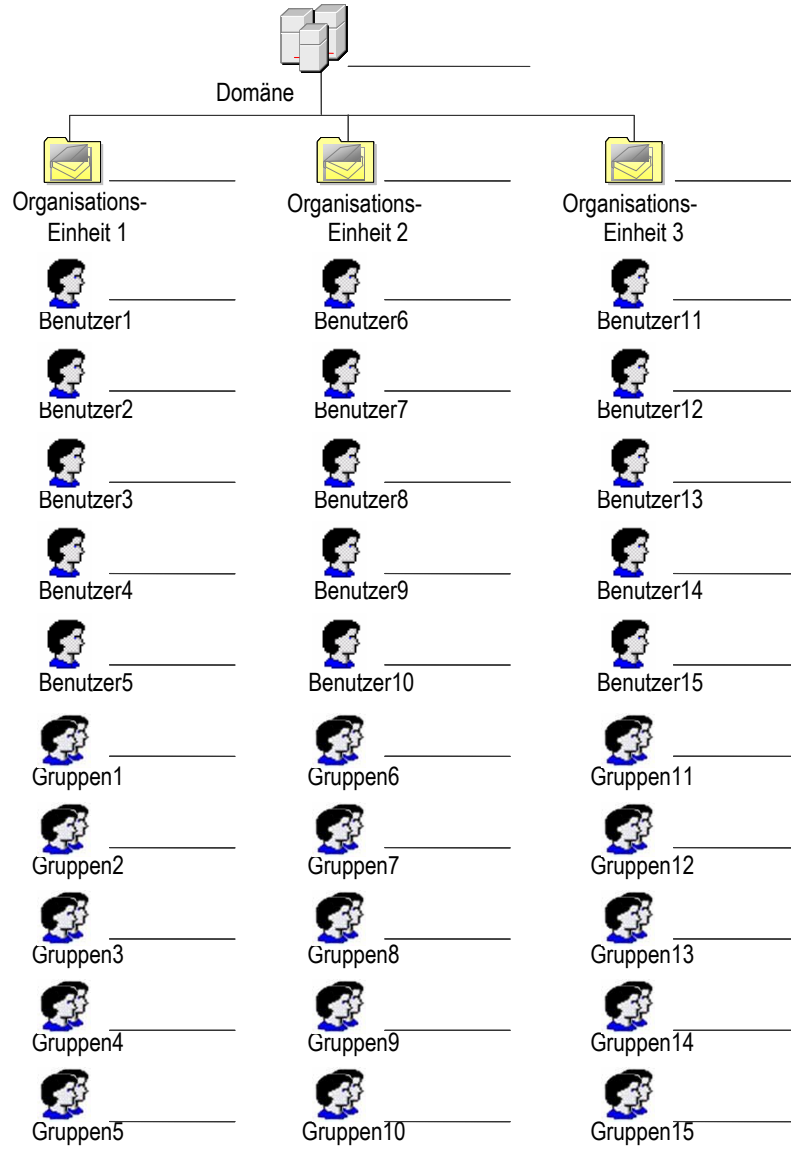 Domäne
Organisations-
Einheit 1
Organisations-
Einheit 2
Organisations-
Einheit 3
Benutzer1
Benutzer6
Benutzer11
Benutzer2
Benutzer7
Benutzer12
Benutzer3
Benutzer8
Benutzer13
Benutzer4
Benutzer9
Benutzer14
Benutzer5
Benutzer10
Benutzer15
Gruppen1
Gruppen6
Gruppen11
Gruppen2
Gruppen7
Gruppen12
Gruppen3
Gruppen8
Gruppen13
Gruppen4
Gruppen9
Gruppen14
Gruppen5
Gruppen10
Gruppen15